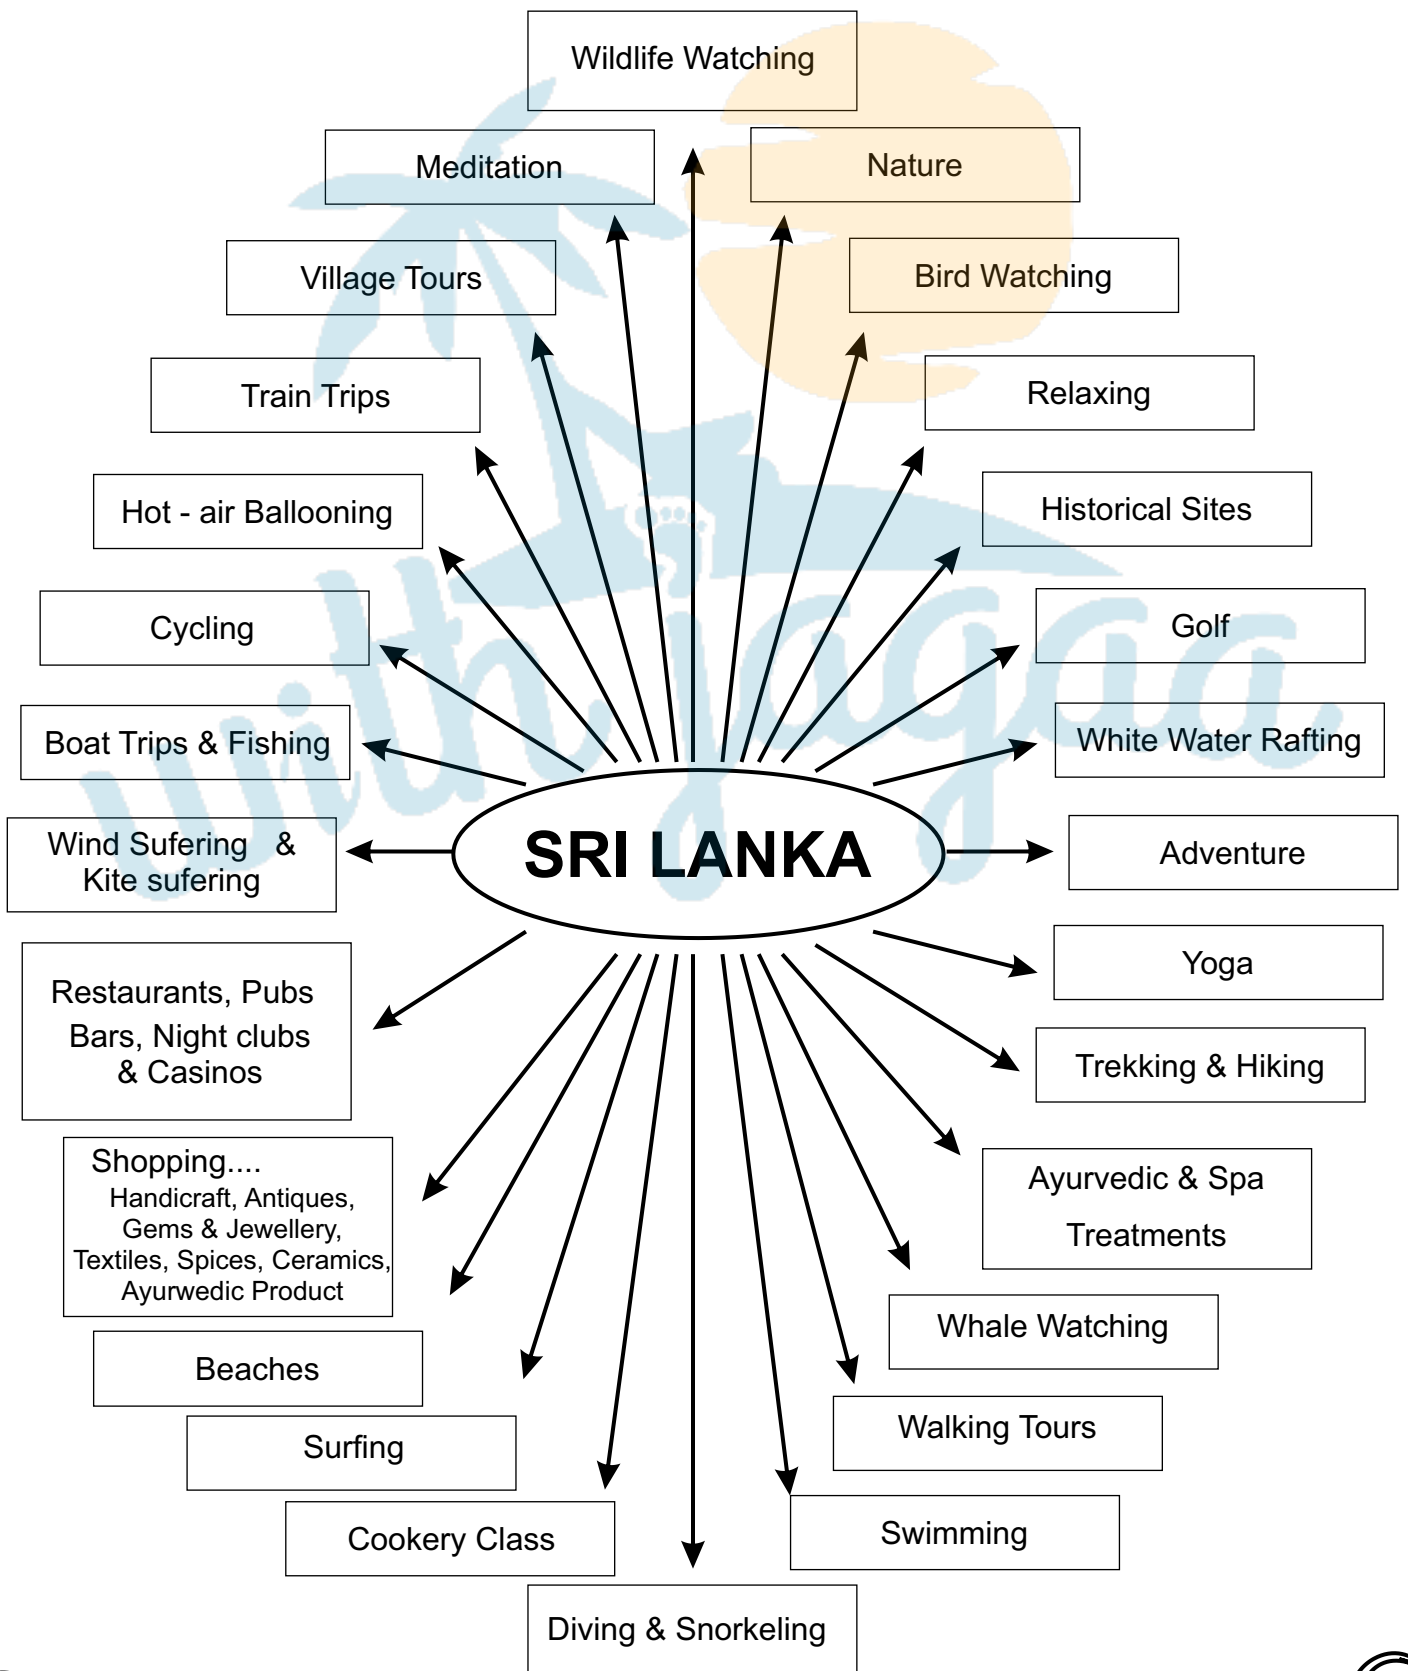 Wildlife Watching
Meditation
Nature
Village Tours
Bird Watching
Train Trips
Relaxing
Hot - air Ballooning
Historical Sites
Cycling
Golf
Boat Trips & Fishing
White Water Rafting
with jagaa
Wind Sufering &
Kite sufering
SRI LANKA
Adventure
Restaurants, Pubs
Bars, Night clubs
& Casinos
Yoga
Trekking & Hiking
Shopping....
Handicraft, Antiques,
Gems & Jewellery,
Textiles, Spices, Ceramics,
Ayurwedic Product
Ayurvedic & Spa
Treatments
Beaches
Whale Watching
Surfing
Walking Tours
Cookery Class
Swimming
Diving & Snorkeling